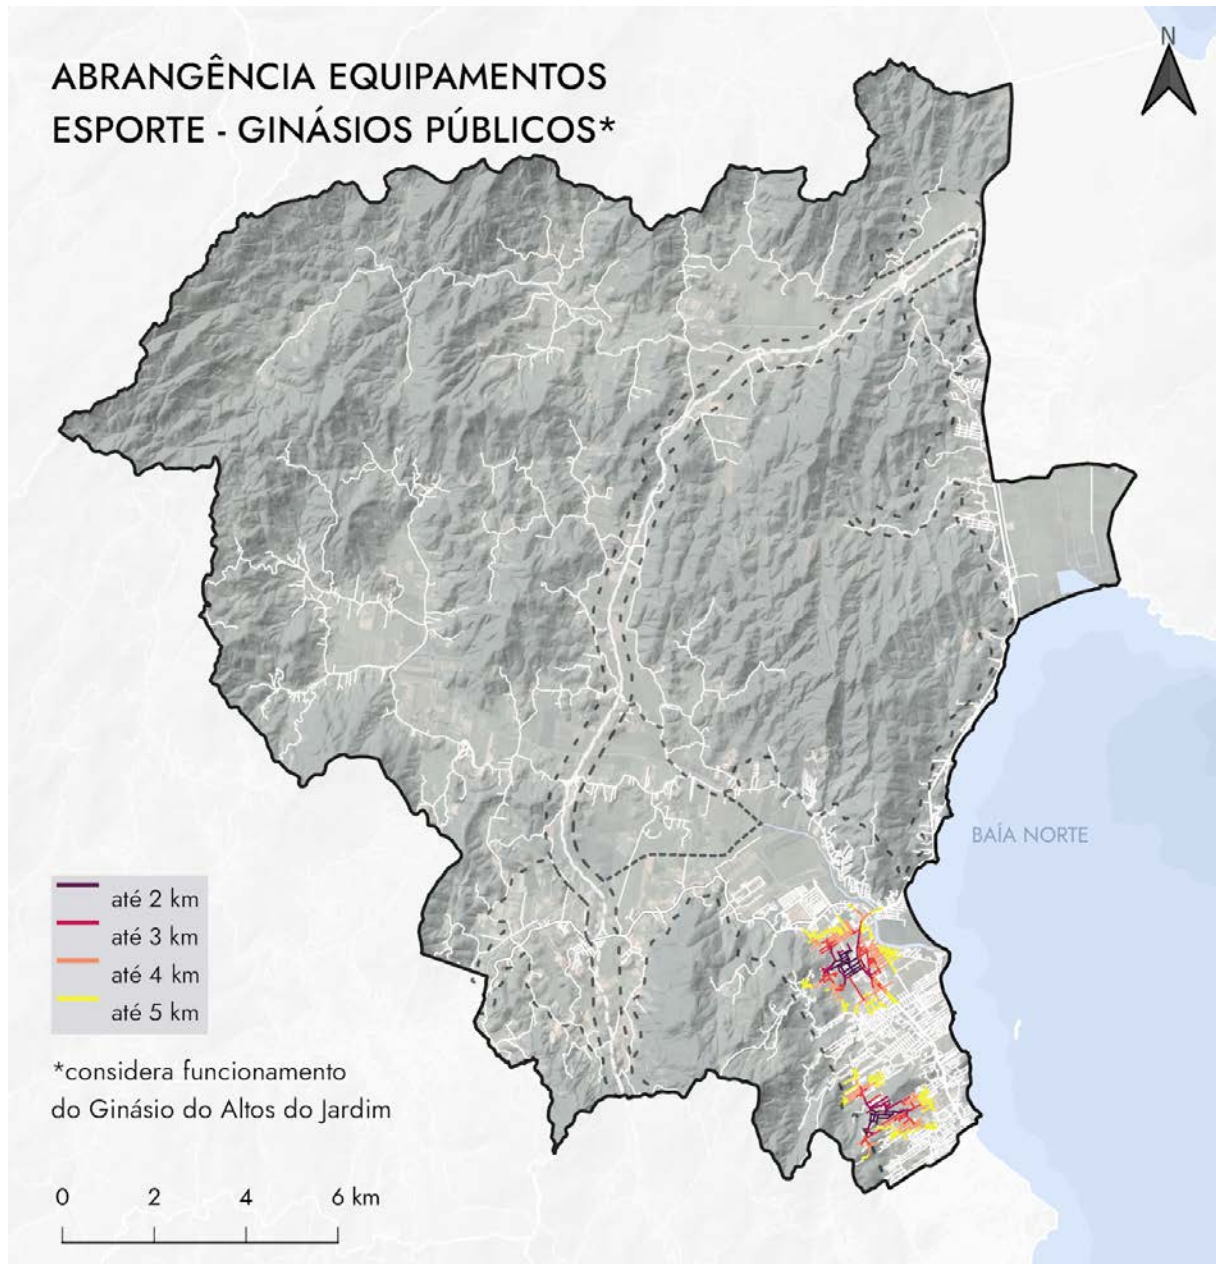 ABRANGÊNCIA EQUIPAMENTOS
ESPORTE - GINÁSIOS PÚBLICOS*
N
BAÍA NORTE
até 2 km
até 3 km
até 4 km
até 5 km
*considera funcionamento
do Ginásio do Altos do Jardim
0 2 4 6 km